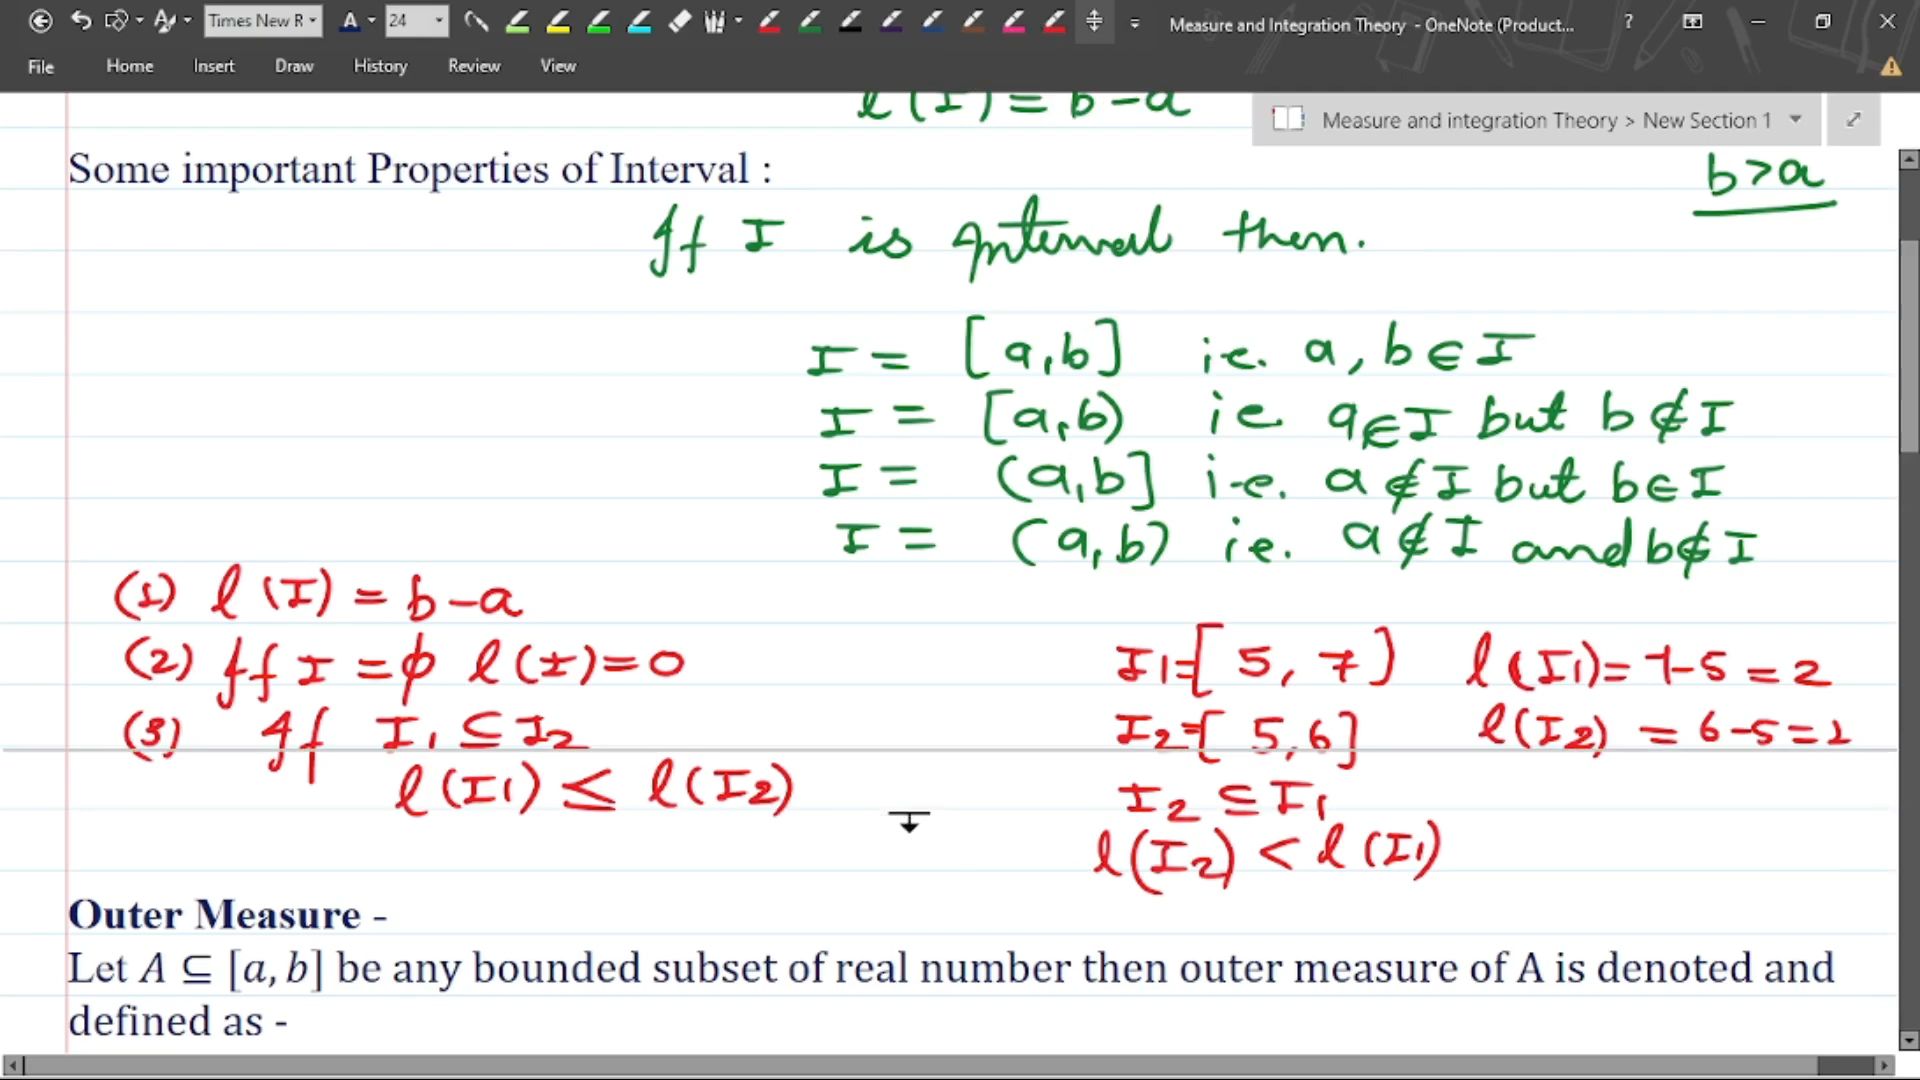 Times New R A 24 Measure and Integration Theory - OneNote (Product... ?
File Home Insert Draw History Review View
l(I) = b-a
Measure and integration Theory > New Section 1
Some important Properties of Interval :
b>a
If I is interval then.
I = [a,b] i.e. a, b∈I
I = [a,b) i.e a∈I but b∉I
I = (a,b] i.e. a∉I but b∈I
I = (a,b) i.e. a∉I and b∉I
(1) l(I) = b-a
(2) If I = ϕ l(I)=0
I1=[5, 7] l(I1)=7-5=2
(3) If I1 ⊆ I2
I2=[5,6] l(I2) = 6-5=1
l(I1) ≤ l(I2)
I2 ⊆ I1
l(I2) < l(I1)
Outer Measure -
Let A ⊆ [a, b] be any bounded subset of real number then outer measure of A is denoted and
defined as -